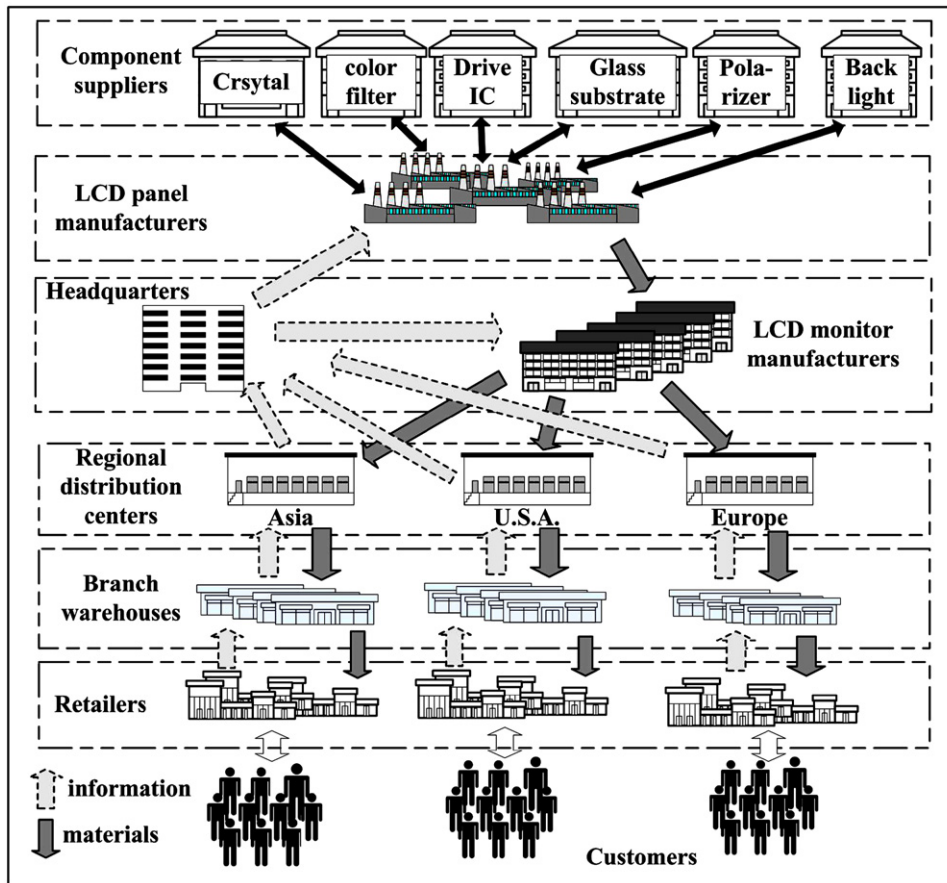 Component
suppliers
Crsytal
color
filter
Drive
IC
Glass
substrate
Pola-
rizer
Back
light
LCD panel
manufacturers
Headquarters
LCD monitor
manufacturers
Regional
distribution
centers
Asia
U.S.A.
Europe
Branch
warehouses
Retailers
information
materials
Customers